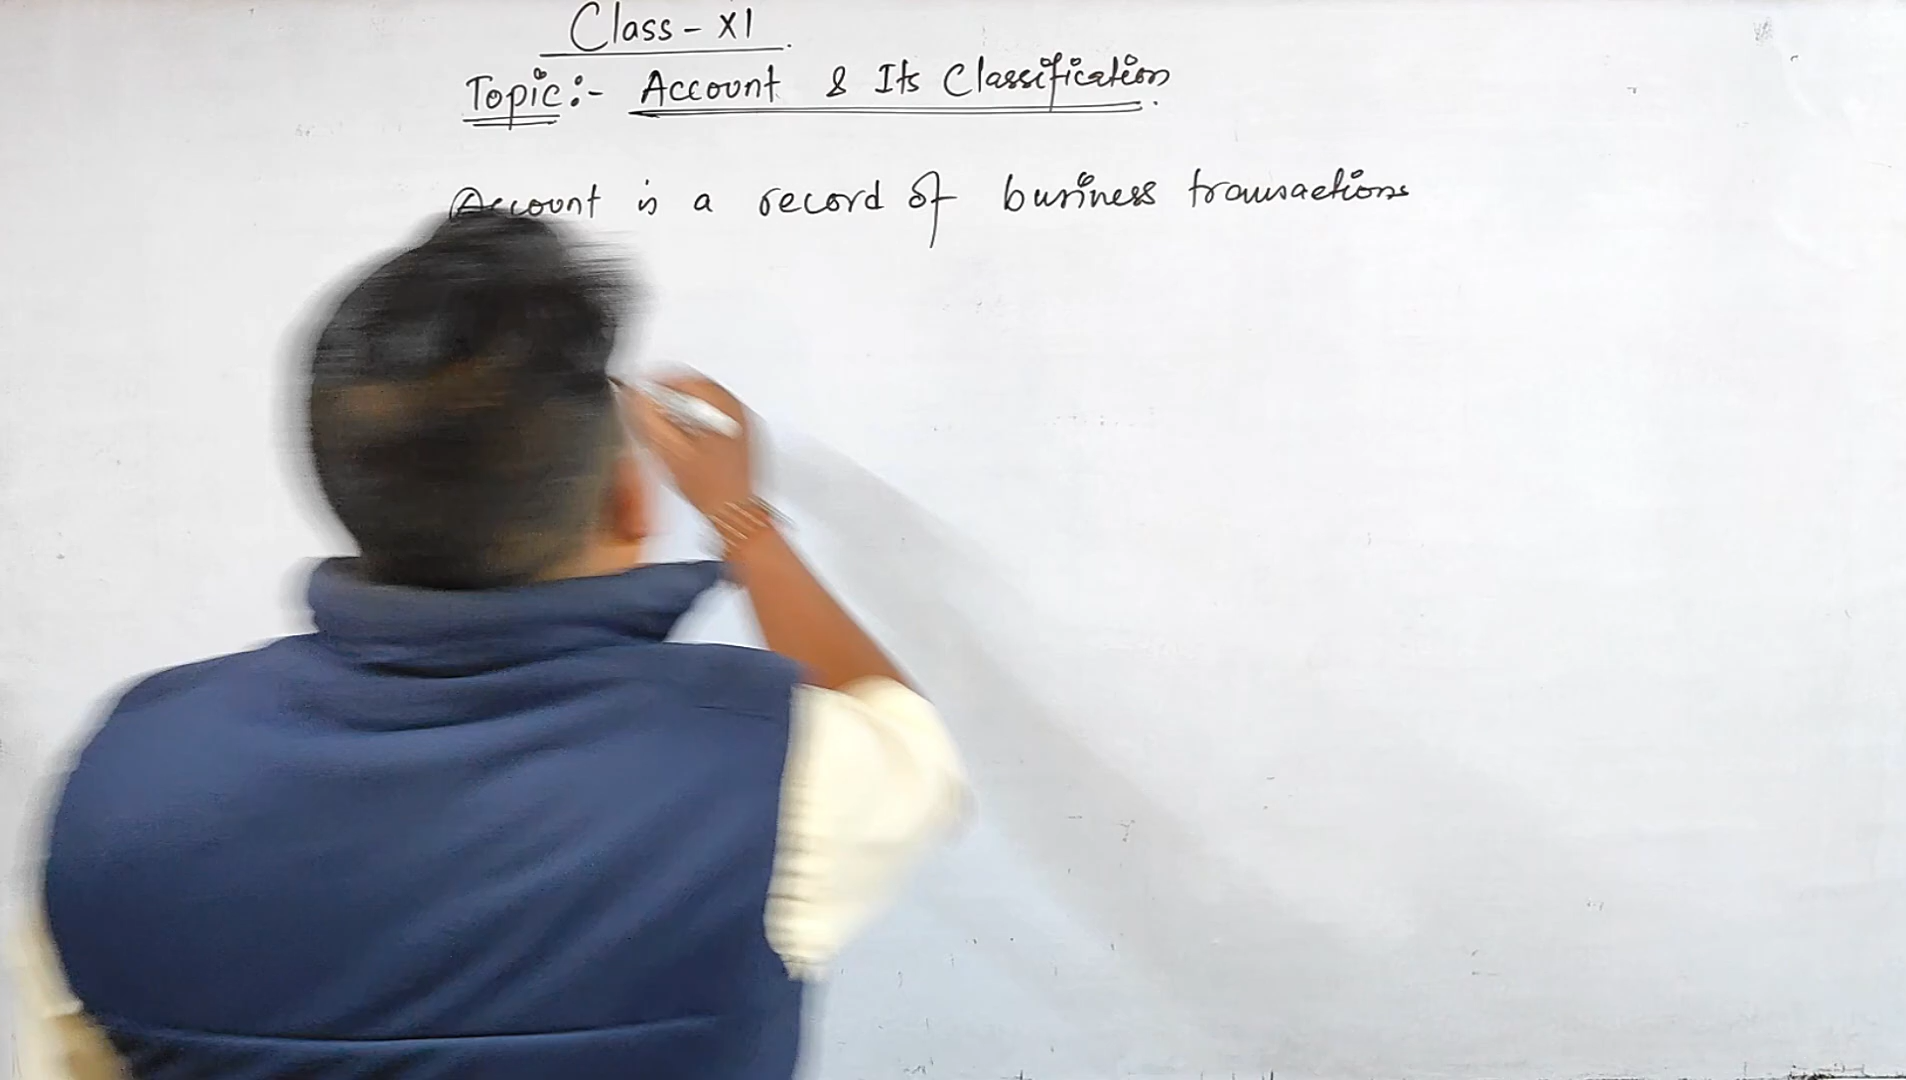 Class - XI
Topic :- Account & Its Classification
Account is a record of business transactions